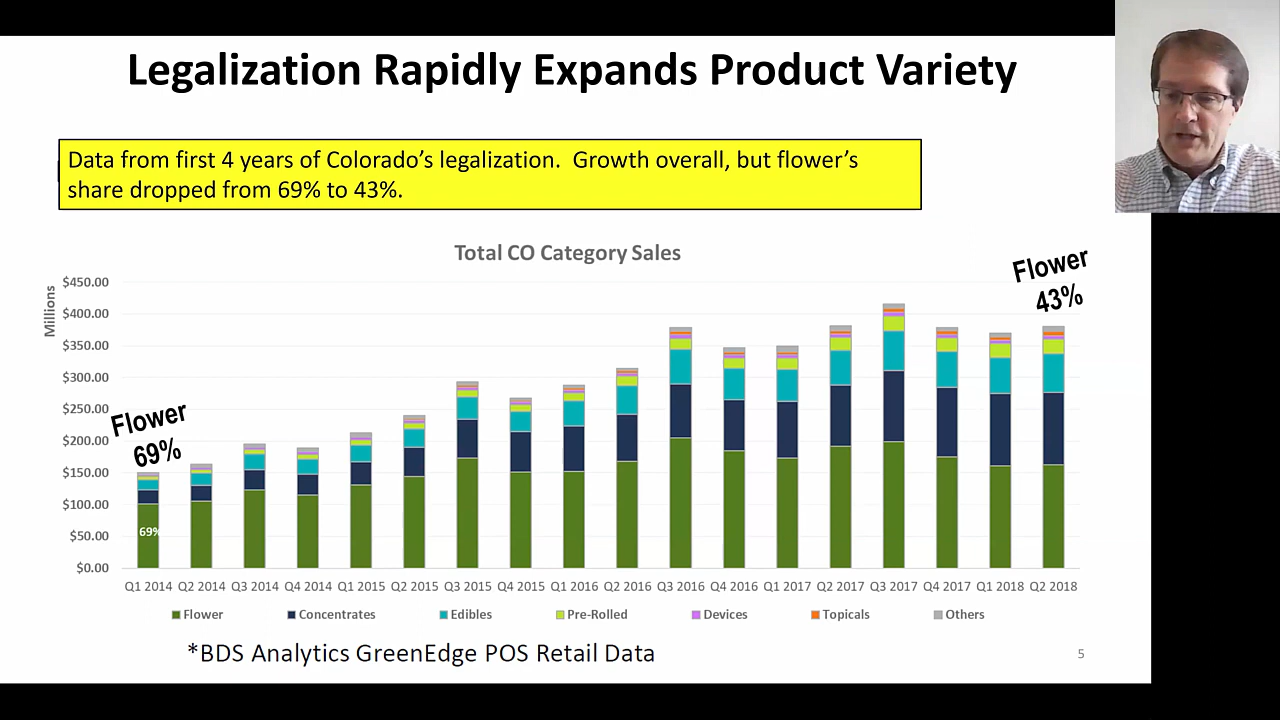 Legalization Rapidly Expands Product Variety
Data from first 4 years of Colorado's legalization.  Growth overall, but flower's
share dropped from 69% to 43%.
Total CO Category Sales
Millions
$450.00
$400.00
$350.00
$300.00
$250.00
$200.00
$150.00
$100.00
$50.00
$0.00
Flower
69%
69%
Flower
43%
Q1 2014 Q2 2014 Q3 2014 Q4 2014 Q1 2015 Q2 2015 Q3 2015 Q4 2015 Q1 2016 Q2 2016 Q3 2016 Q4 2016 Q1 2017 Q2 2017 Q3 2017 Q4 2017 Q1 2018 Q2 2018
Flower Concentrates Edibles Pre-Rolled Devices Topicals Others
*BDS Analytics GreenEdge POS Retail Data
5